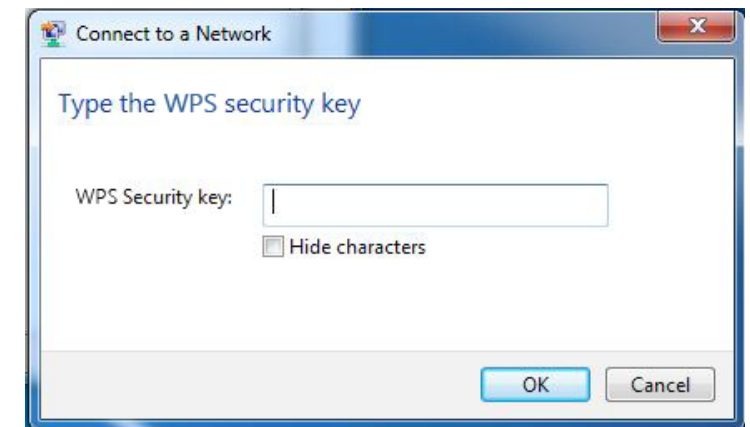 Connect to a Network
Type the WPS security key
WPS Security key:
Hide characters
OK Cancel